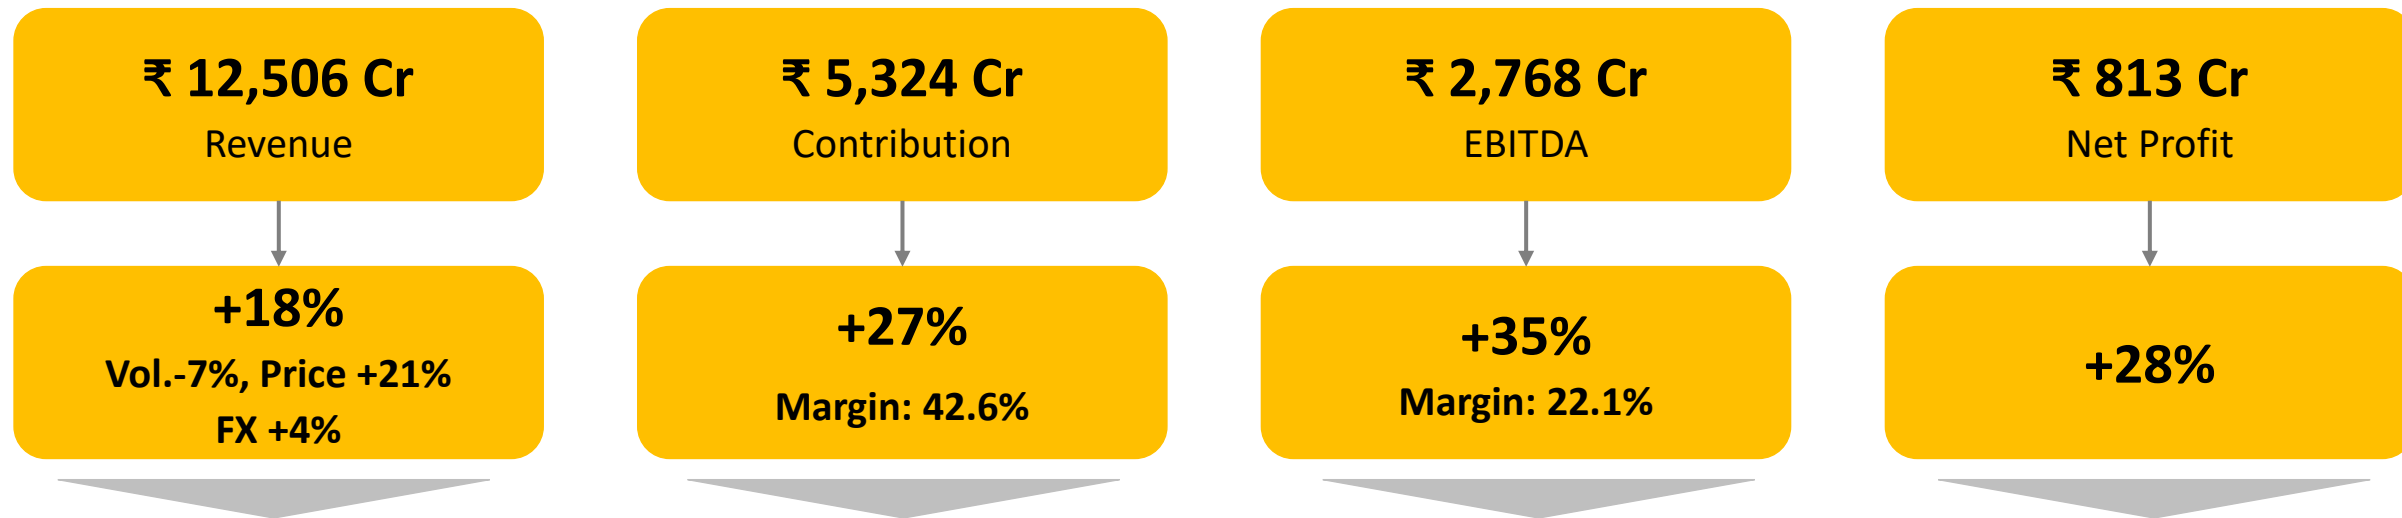 ₹ 12,506 Cr
Revenue
₹ 5,324 Cr
Contribution
₹ 2,768 Cr
EBITDA
₹ 813 Cr
Net Profit
+18%
Vol.-7%, Price +21%
FX +4%
+27%
Margin: 42.6%
+35%
Margin: 22.1%
+28%